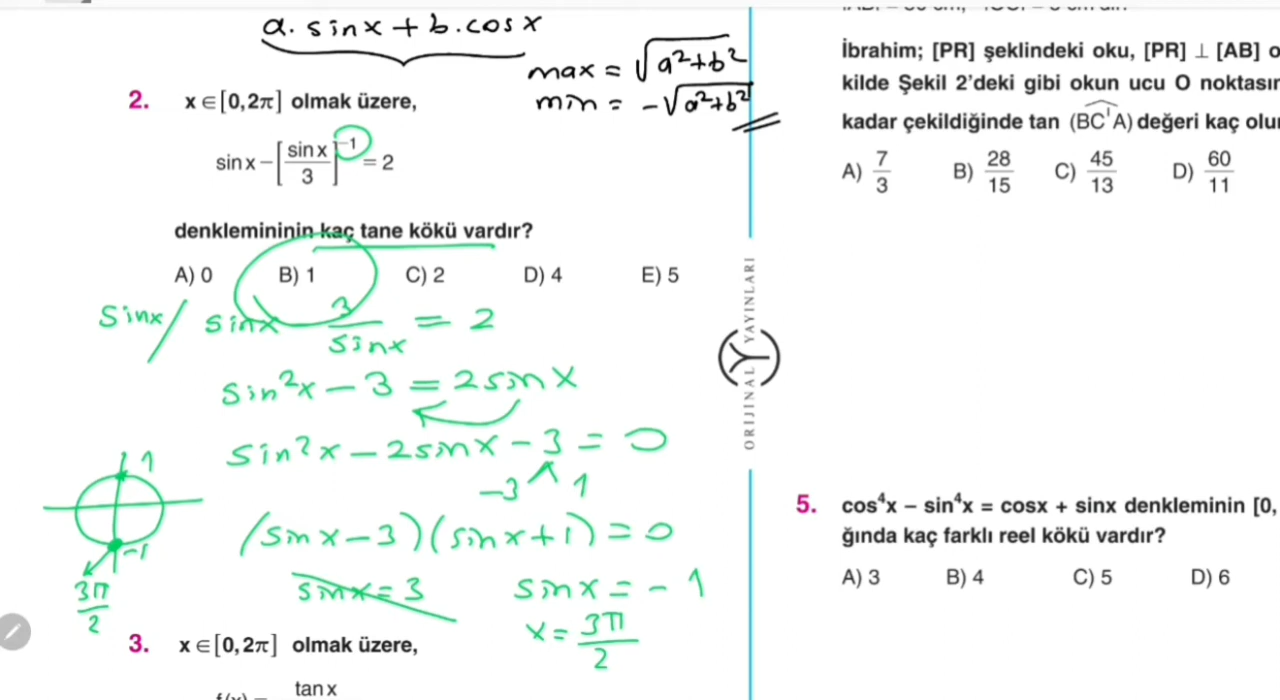 a. sinx + b. cosx
max = √a²+b²
min = -√a²+b²
2. x∈[0,2π] olmak üzere,
sinx − [sinx/3]⁻¹ = 2
denklemininin kaç tane kökü vardır?
A) 0 B) 1 C) 2 D) 4 E) 5
sinx/ sinx - 3/sinx = 2
sin²x − 3 = 2sinx
sin²x − 2sinx − 3 = 0
-3 1
(sinx−3)(sinx+1) = 0
sinx = 3 sinx = −1
x = 3π/2
1
-1
3π/2
3. x∈[0,2π] olmak üzere,
tanx
ORİJİNAL YAYINLARI
İbrahim; [PR] şeklindeki oku, [PR] ⊥ [AB] o
kilde Şekil 2'deki gibi okun ucu O noktasır
kadar çekildiğinde tan (BC'A) değeri kaç olu
A) 7/3 B) 28/15 C) 45/13 D) 60/11
5. cos⁴x − sin⁴x = cosx + sinx denkleminin [0,
ğında kaç farklı reel kökü vardır?
A) 3 B) 4 C) 5 D) 6